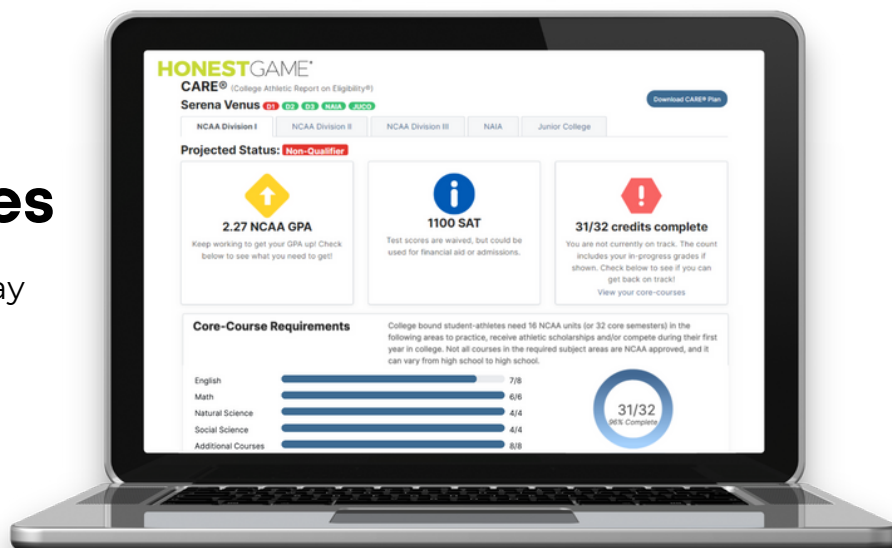 es
ay
HONESTGAME®
CARE® (College Athletic Report on Eligibility®)
Serena Venus D1 D2 D3 NAIA JUCO
Download CARE® Plan
NCAA Division I NCAA Division II NCAA Division III NAIA Junior College
Projected Status: Non-Qualifier
2.27 NCAA GPA
Keep working to get your GPA up! Check
below to see what you need to get!
1100 SAT
Test scores are waived, but could be
used for financial aid or admissions.
31/32 credits complete
You are not currently on track. The count
includes your in-progress grades if
shown. Check below to see if you can
get back on track!
View your core-courses
Core-Course Requirements
College bound student-athletes need 16 NCAA units (or 32 core semesters) in the
following areas to practice, receive athletic scholarships and/or compete during their first
year in college. Not all courses in the required subject areas are NCAA approved, and it
can vary from high school to high school.
English 7/8
Math 6/6
Natural Science 4/4
Social Science 4/4
Additional Courses 8/8
31/32
96% Complete